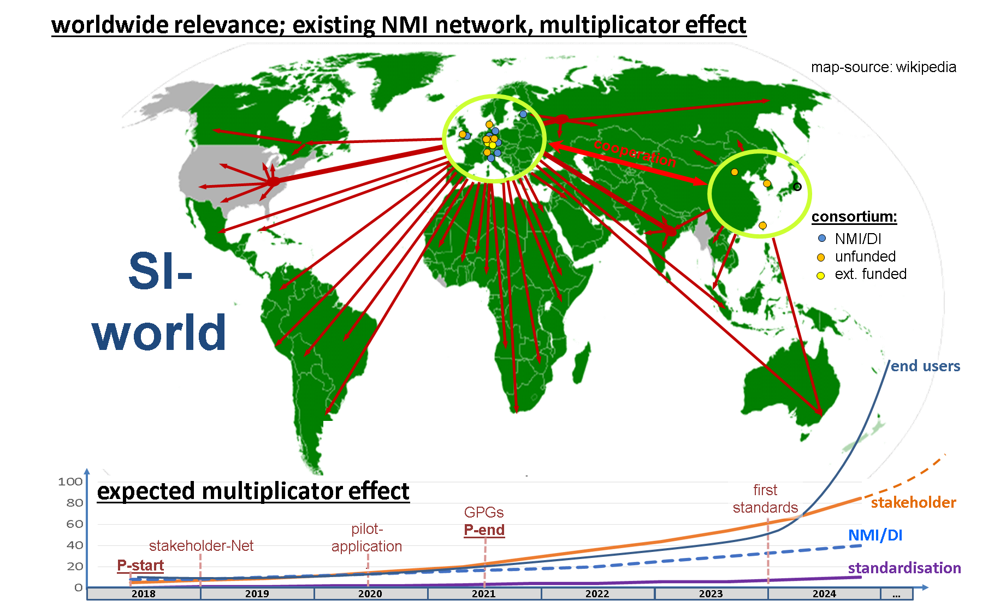 worldwide relevance; existing NMI network, multiplicator effect
map-source: wikipedia
cooperation
consortium:
NMI/DI
unfunded
ext. funded
SI-
world
end users
100
80
60
40
20
0
expected multiplicator effect
P-start
stakeholder-Net
pilot-
application
GPGs
P-end
first
standards
stakeholder
NMI/DI
standardisation
2018 2019 2020 2021 2022 2023 2024 ...